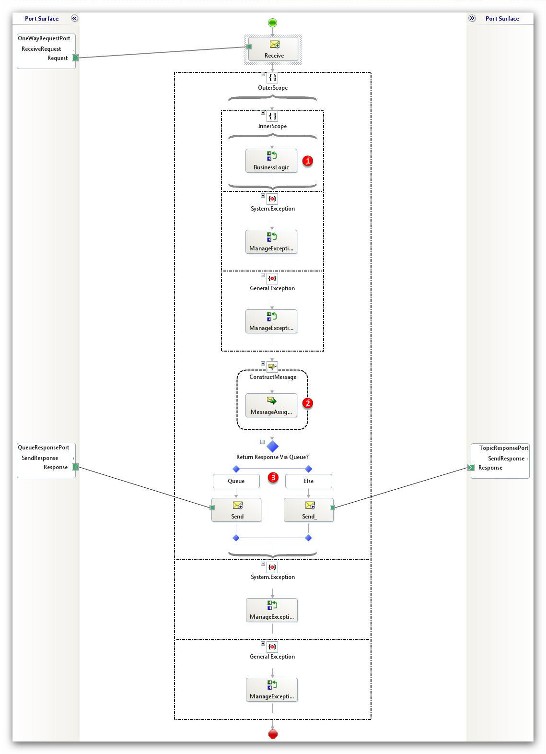 Port Surface
Port Surface
OneWayRequestPort
ReceiveRequest
Request
Receive
OuterScope
InnerScope
BusinessLogic
1
System.Exception
ManageExcepti...
General Exception
ManageExcepti...
ConstructMessage
MessageAssig...
2
QueueResponsePort
SendResponse
Response
Return Response Via Queue?
TopicResponsePort
SendResponse
Response
Queue
3
Else
Send
Send_
System.Exception
ManageExcepti...
General Exception
ManageExcepti...